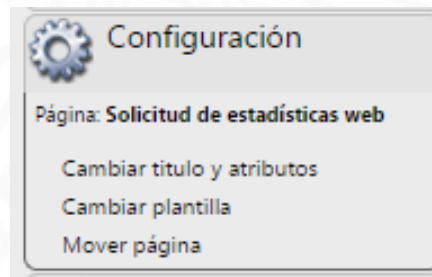 Configuración
Página: Solicitud de estadísticas web
Cambiar titulo y atributos
Cambiar plantilla
Mover página